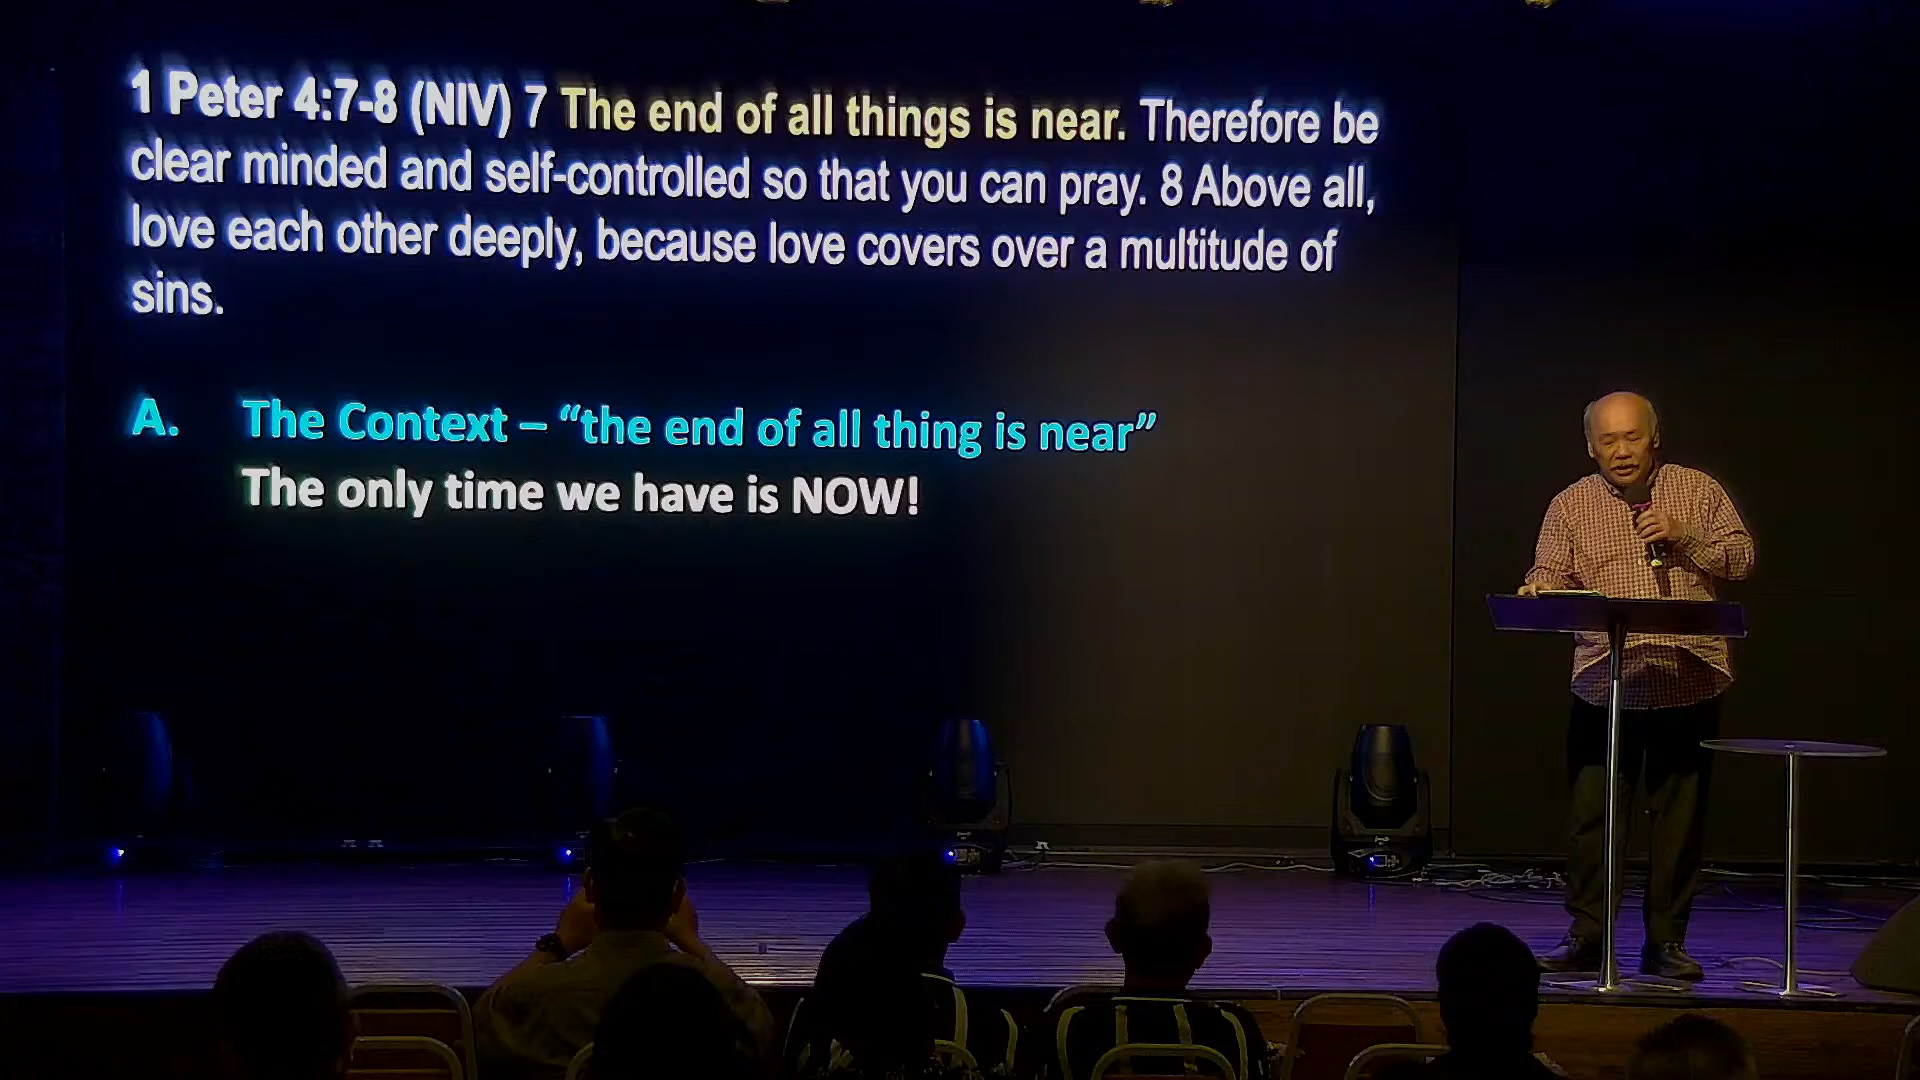 1 Peter 4:7-8 (NIV) 7 The end of all things is near. Therefore be
clear minded and self-controlled so that you can pray. 8 Above all,
love each other deeply, because love covers over a multitude of
sins.
A. The Context – “the end of all thing is near”
The only time we have is NOW!